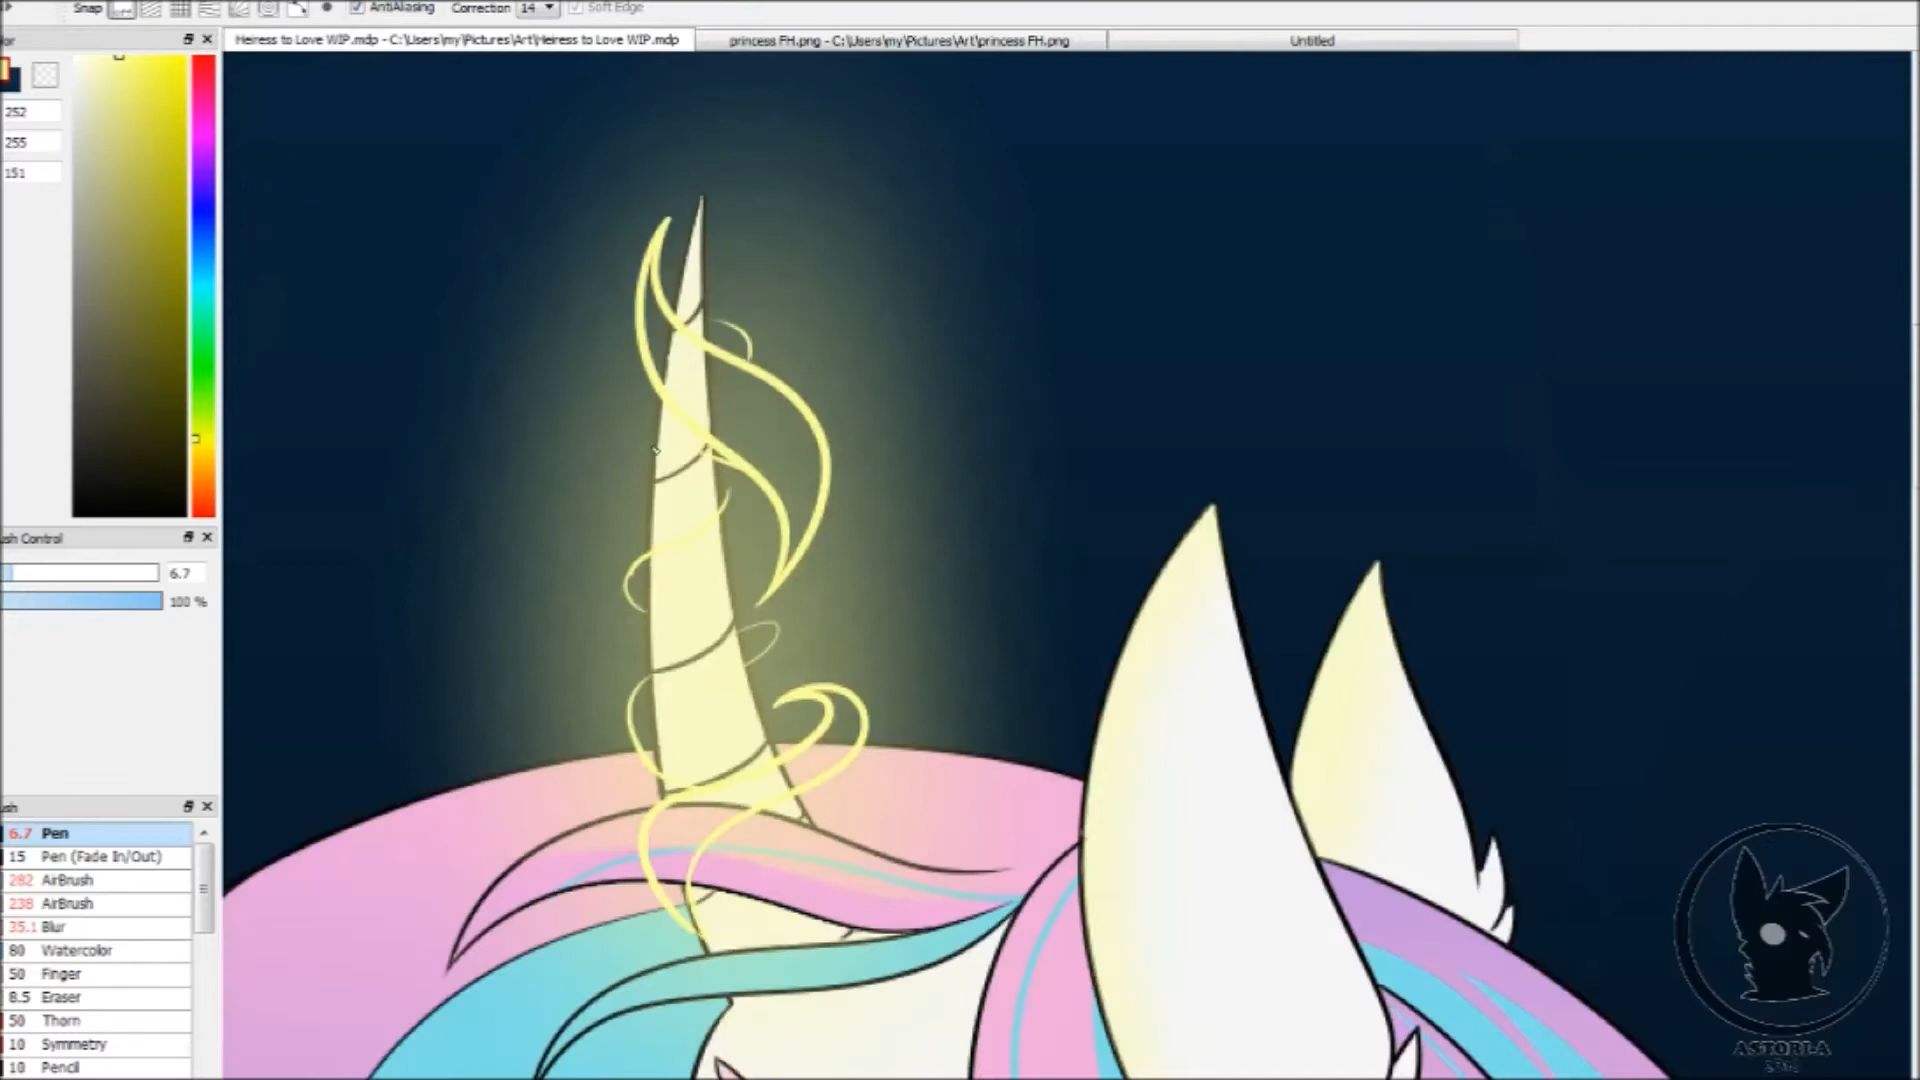 Snap AntiAliasing Correction 14 Soft Edge
Heiress to Love WIP.mdp - C:\Users\my\Pictures\Art\Heiress to Love WIP.mdp
princess FH.png - C:\Users\my\Pictures\Art\princess FH.png
Untitled
252
255
151
ush Control
6.7
100 %
6.7 Pen
15 Pen (Fade In/Out)
282 AirBrush
238 AirBrush
35.1 Blur
80 Watercolor
50 Finger
8.5 Eraser
50 Thorn
10 Symmetry
10 Pencil